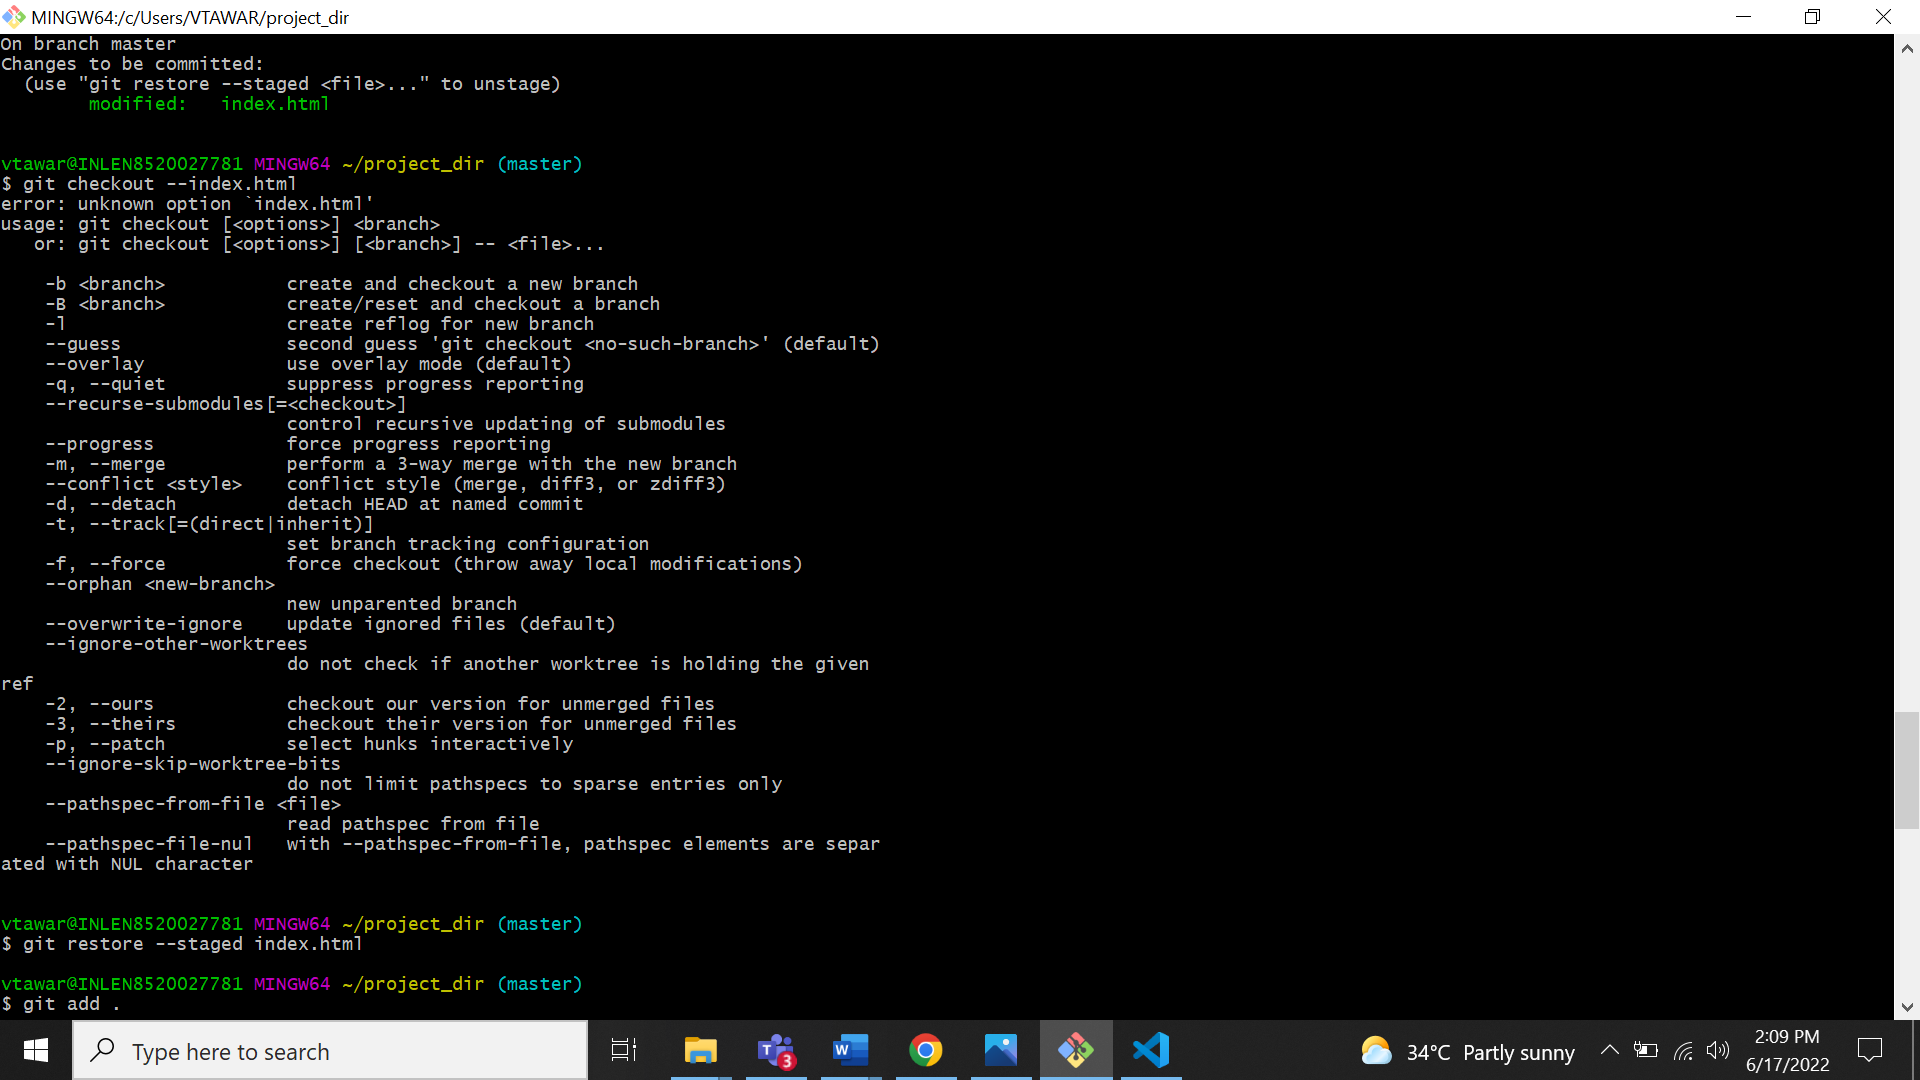 MINGW64:/c/Users/VTAWAR/project_dir
On branch master
Changes to be committed:
  (use "git restore --staged <file>..." to unstage)
        modified:   index.html
vtawar@INLEN8520027781 MINGW64 ~/project_dir (master)
$ git checkout --index.html
error: unknown option `index.html'
usage: git checkout [<options>] <branch>
   or: git checkout [<options>] [<branch>] -- <file>...
    -b <branch>           create and checkout a new branch
    -B <branch>           create/reset and checkout a branch
    -l                    create reflog for new branch
    --guess               second guess 'git checkout <no-such-branch>' (default)
    --overlay             use overlay mode (default)
    -q, --quiet           suppress progress reporting
    --recurse-submodules[=<checkout>]
                          control recursive updating of submodules
    --progress            force progress reporting
    -m, --merge           perform a 3-way merge with the new branch
    --conflict <style>    conflict style (merge, diff3, or zdiff3)
    -d, --detach          detach HEAD at named commit
    -t, --track[=(direct|inherit)]
                          set branch tracking configuration
    -f, --force           force checkout (throw away local modifications)
    --orphan <new-branch>
                          new unparented branch
    --overwrite-ignore    update ignored files (default)
    --ignore-other-worktrees
                          do not check if another worktree is holding the given
ref
    -2, --ours            checkout our version for unmerged files
    -3, --theirs          checkout their version for unmerged files
    -p, --patch           select hunks interactively
    --ignore-skip-worktree-bits
                          do not limit pathspecs to sparse entries only
    --pathspec-from-file <file>
                          read pathspec from file
    --pathspec-file-nul   with --pathspec-from-file, pathspec elements are separ
ated with NUL character
vtawar@INLEN8520027781 MINGW64 ~/project_dir (master)
$ git restore --staged index.html
vtawar@INLEN8520027781 MINGW64 ~/project_dir (master)
$ git add .
Type here to search
3
34°C Partly sunny
2:09 PM
6/17/2022